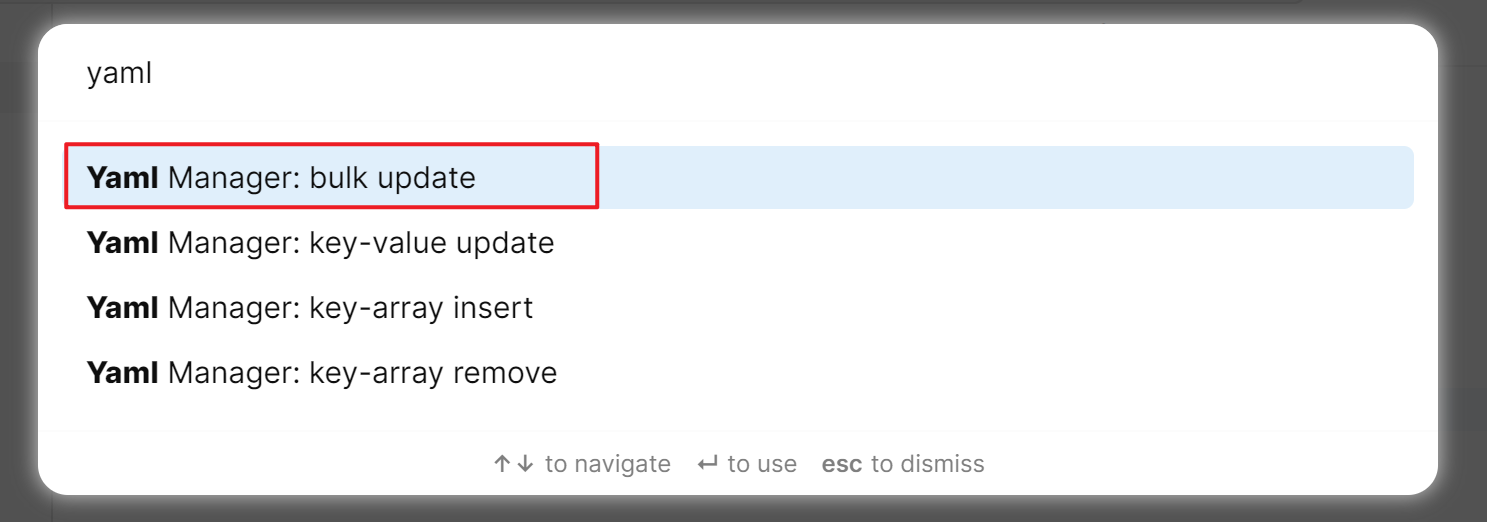 yaml
Yaml Manager: bulk update
Yaml Manager: key-value update
Yaml Manager: key-array insert
Yaml Manager: key-array remove
↑↓ to navigate ↵ to use esc to dismiss